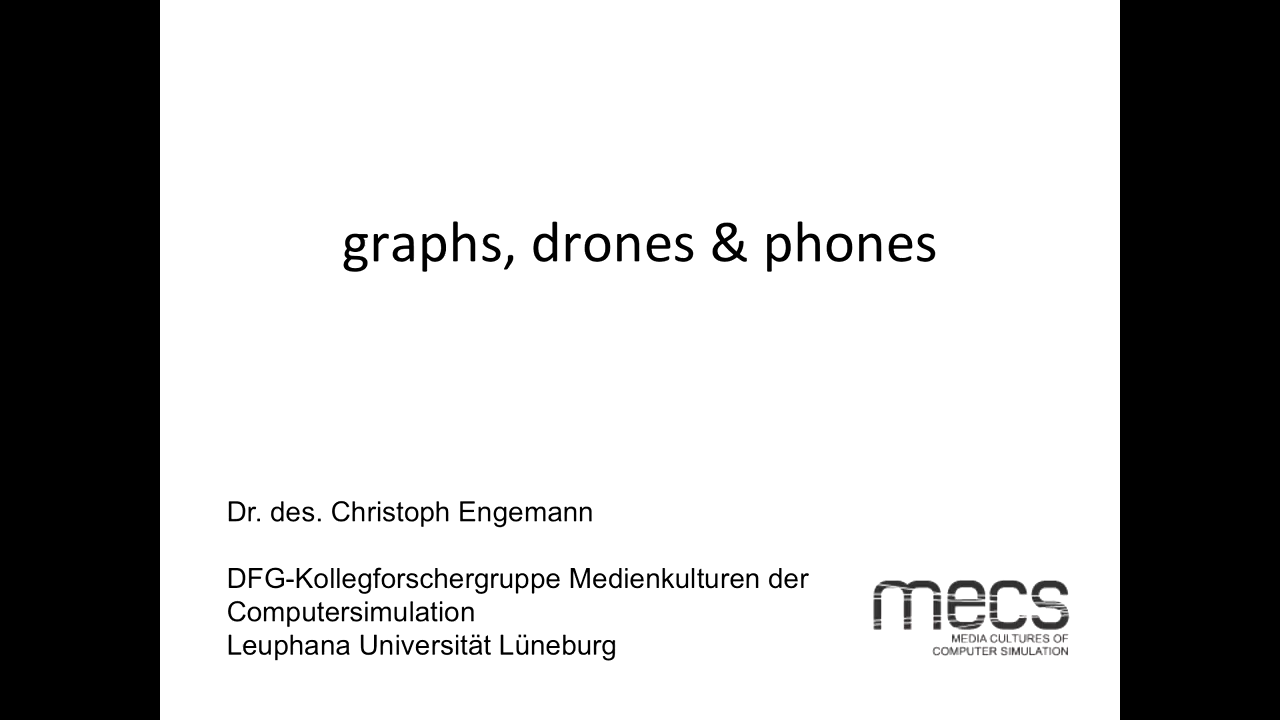 graphs, drones & phones
Dr. des. Christoph Engemann
DFG-Kollegforschergruppe Medienkulturen der
Computersimulation
Leuphana Universität Lüneburg
mecs
MEDIA CULTURES OF
COMPUTER SIMULATION